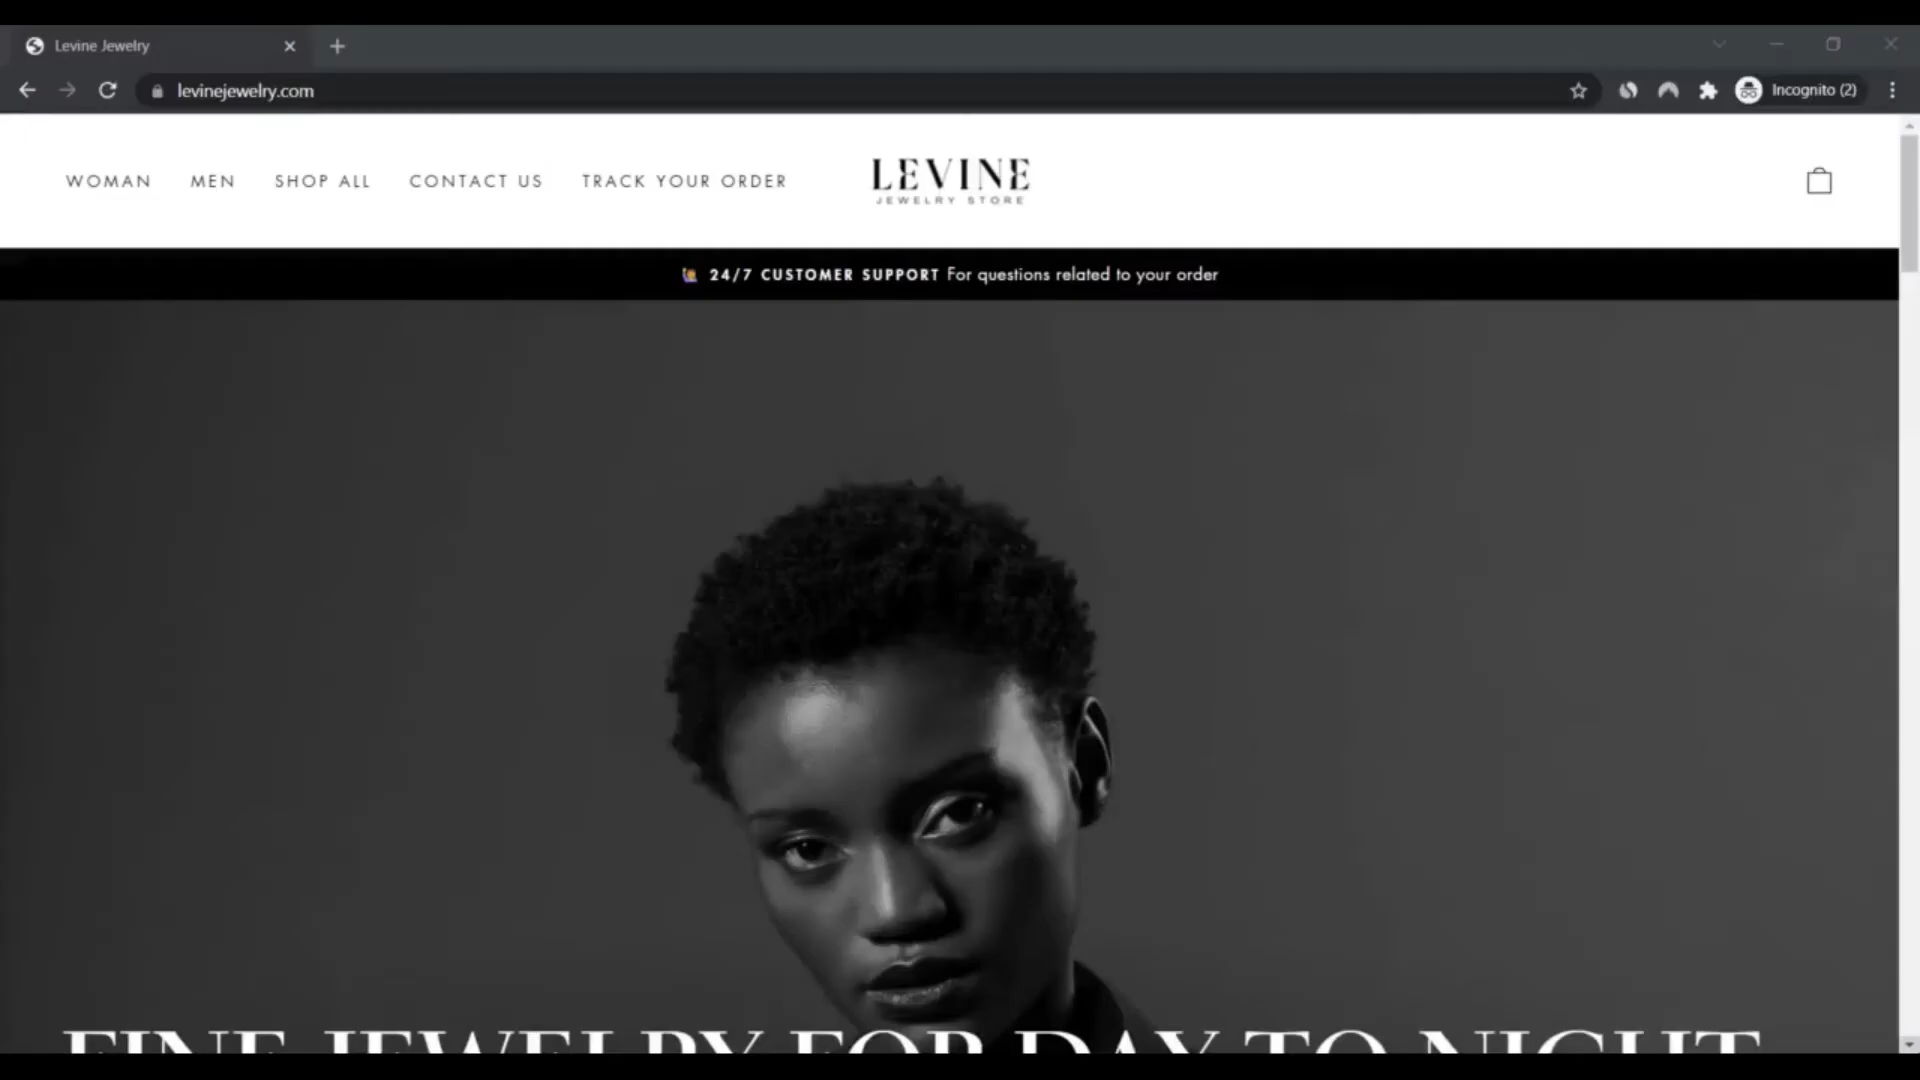 Levine Jewelry
levinejewelry.com
Incognito (2)
WOMAN MEN SHOP ALL CONTACT US TRACK YOUR ORDER
LEVINE
JEWELRY STORE
24/7 CUSTOMER SUPPORT For questions related to your order
FINE JEWELRY FOR DAY TO NIGHT